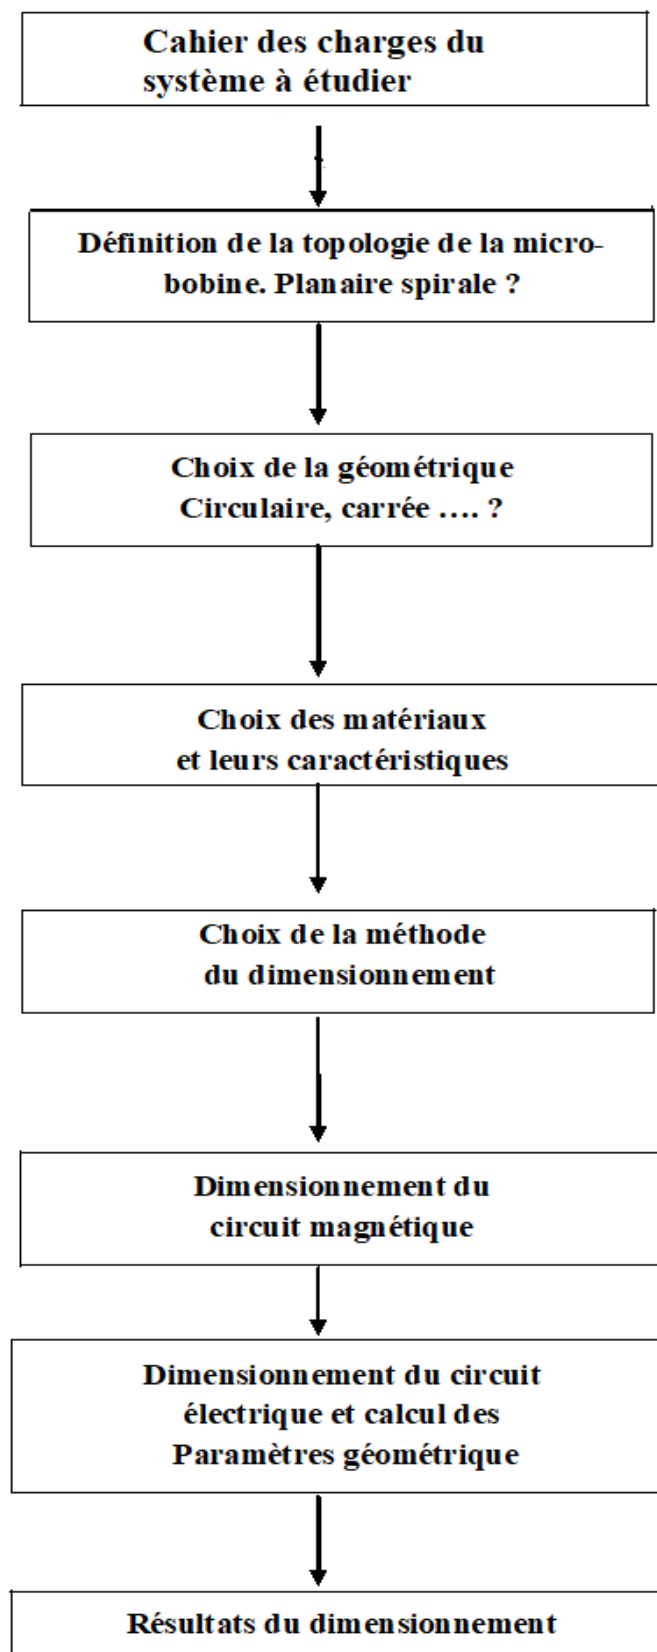 Cahier des charges du
système à étudier
Définition de la topologie de la micro-
bobine. Planaire spirale ?
Choix de la géométrique
Circulaire, carrée …. ?
Choix des matériaux
et leurs caractéristiques
Choix de la méthode
du dimensionnement
Dimensionnement du
circuit magnétique
Dimensionnement du circuit
électrique et calcul des
Paramètres géométrique
Résultats du dimensionnement